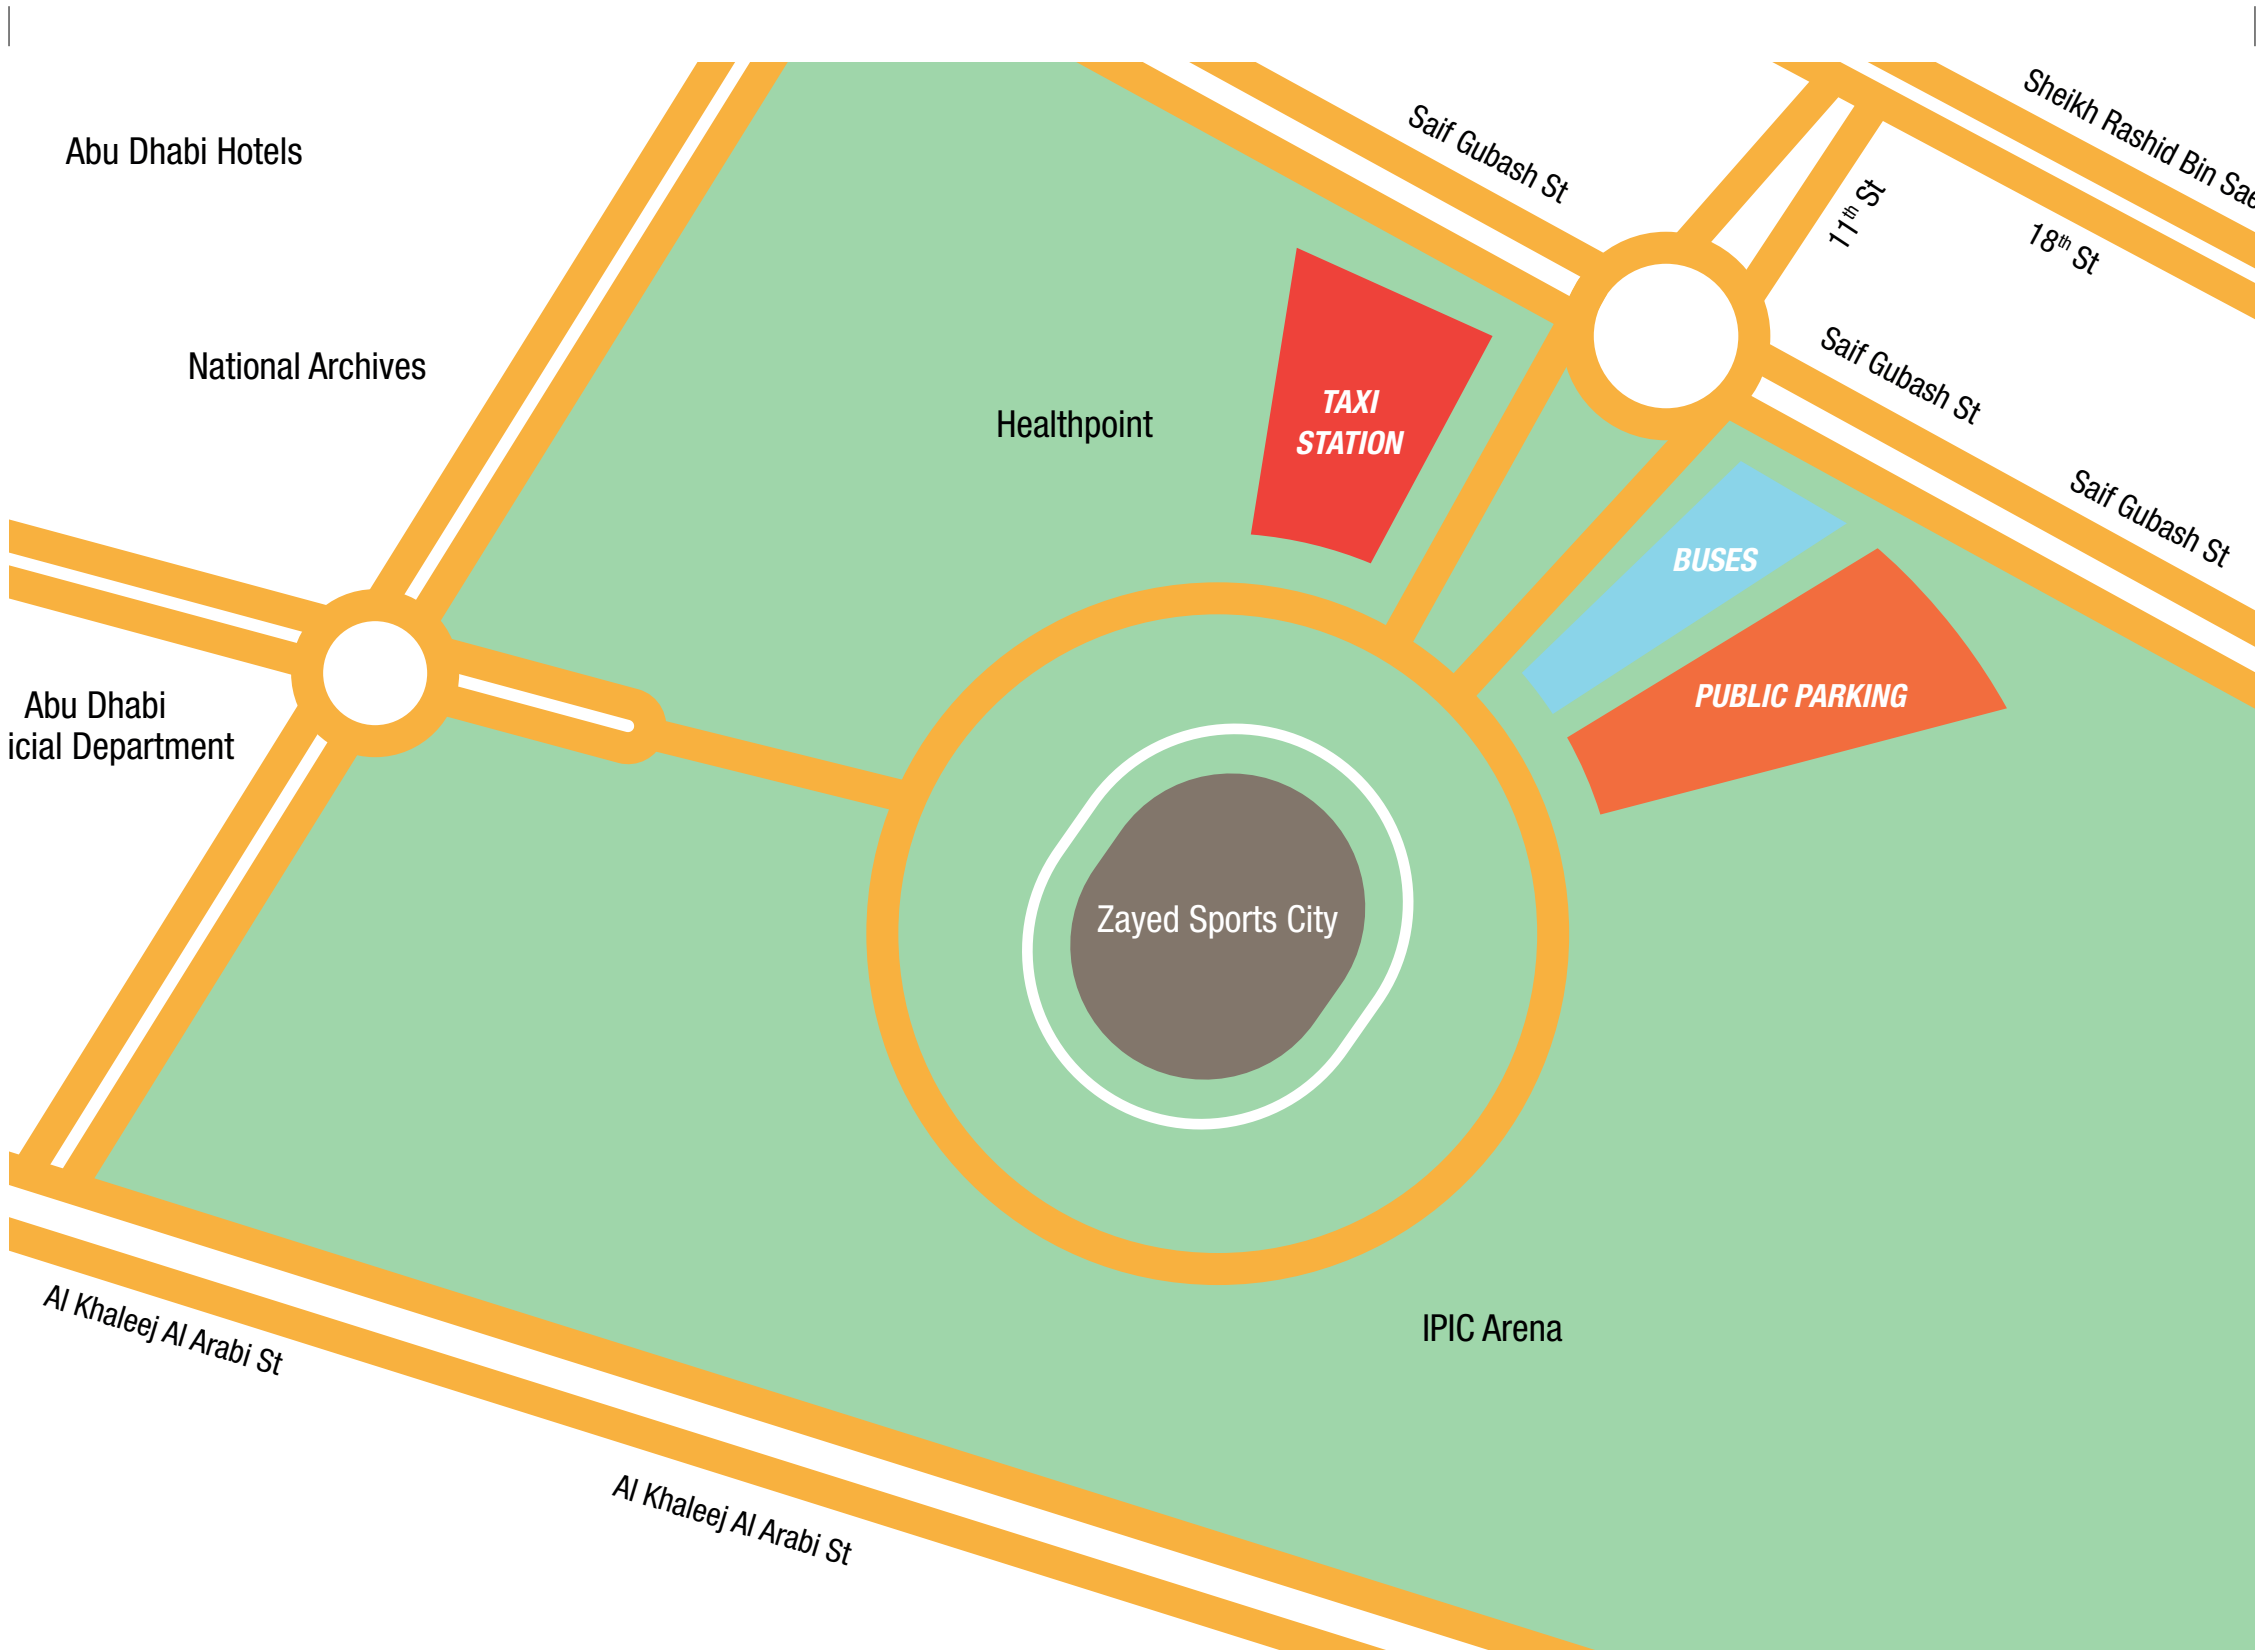 Sheikh Rashid Bin Sae
Saif Gubash St
Abu Dhabi Hotels
11th St
18th St
National Archives
Saif Gubash St
TAXI
STATION
Healthpoint
Saif Gubash St
BUSES
PUBLIC PARKING
Abu Dhabi
icial Department
Zayed Sports City
IPIC Arena
Al Khaleej Al Arabi St
Al Khaleej Al Arabi St